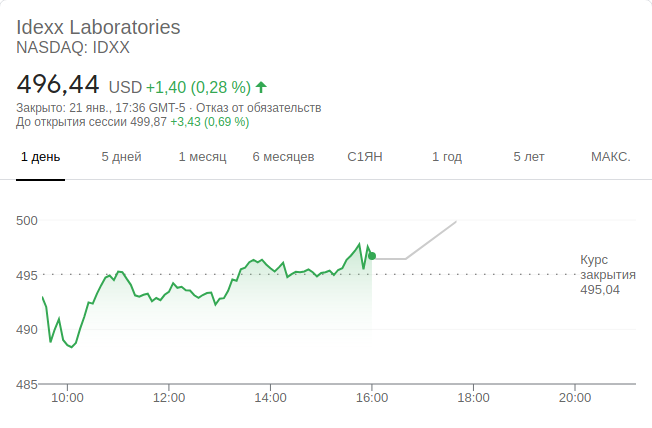 Idexx Laboratories
NASDAQ: IDXX
496,44 USD +1,40 (0,28 %)
Закрыто: 21 янв., 17:36 GMT-5 · Отказ от обязательств
До открытия сессии 499,87 +3,43 (0,69 %)
1 день 5 дней 1 месяц 6 месяцев С1ЯН 1 год 5 лет МАКС.
500
495
490
485
Курс
закрытия
495,04
10:00 12:00 14:00 16:00 18:00 20:00